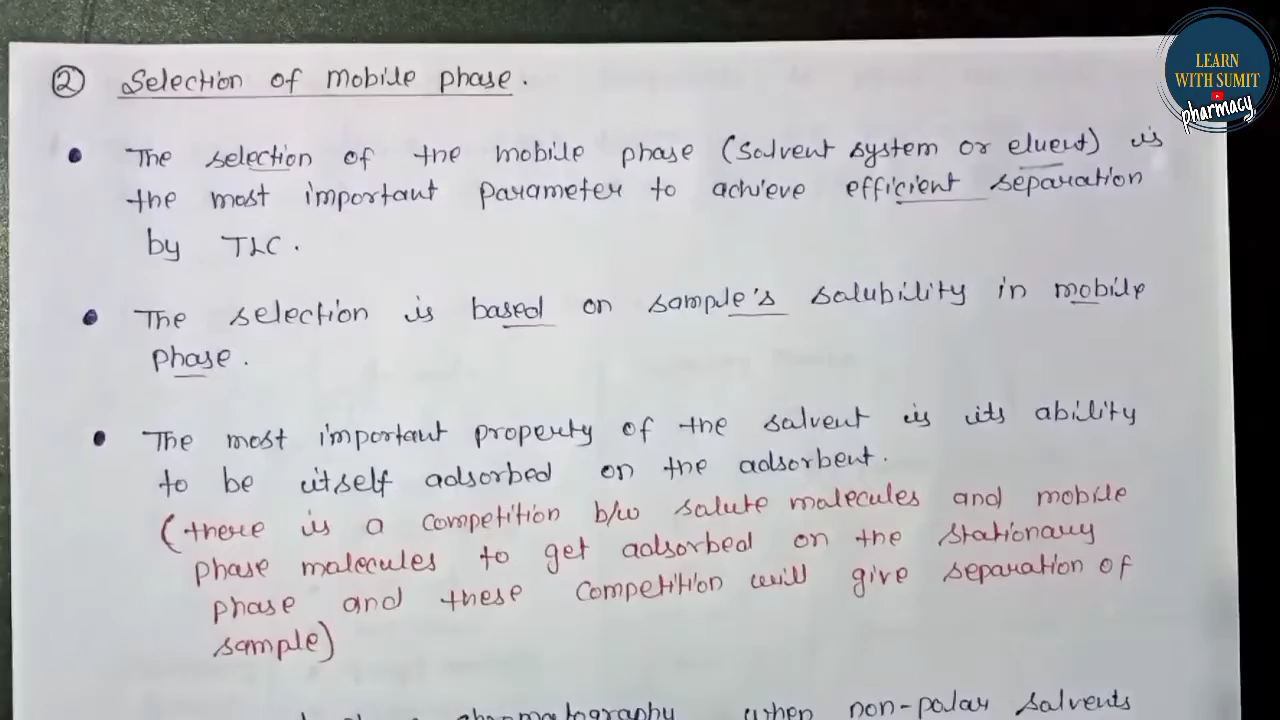 LEARN
WITH SUMIT
pharmacy
② Selection of mobile phase.
• The selection of the mobile phase (solvent system or eluent) is
the most important parameter to achieve efficient separation
by TLC.
• The selection is based on sample's solubility in mobile
phase.
• The most important property of the solvent is its ability
to be itself adsorbed on the adsorbent.
(there is a competition b/w solute molecules and mobile
phase molecules to get adsorbed on the stationary
phase and these competition will give separation of
sample)
chromatography when non-polar solvents